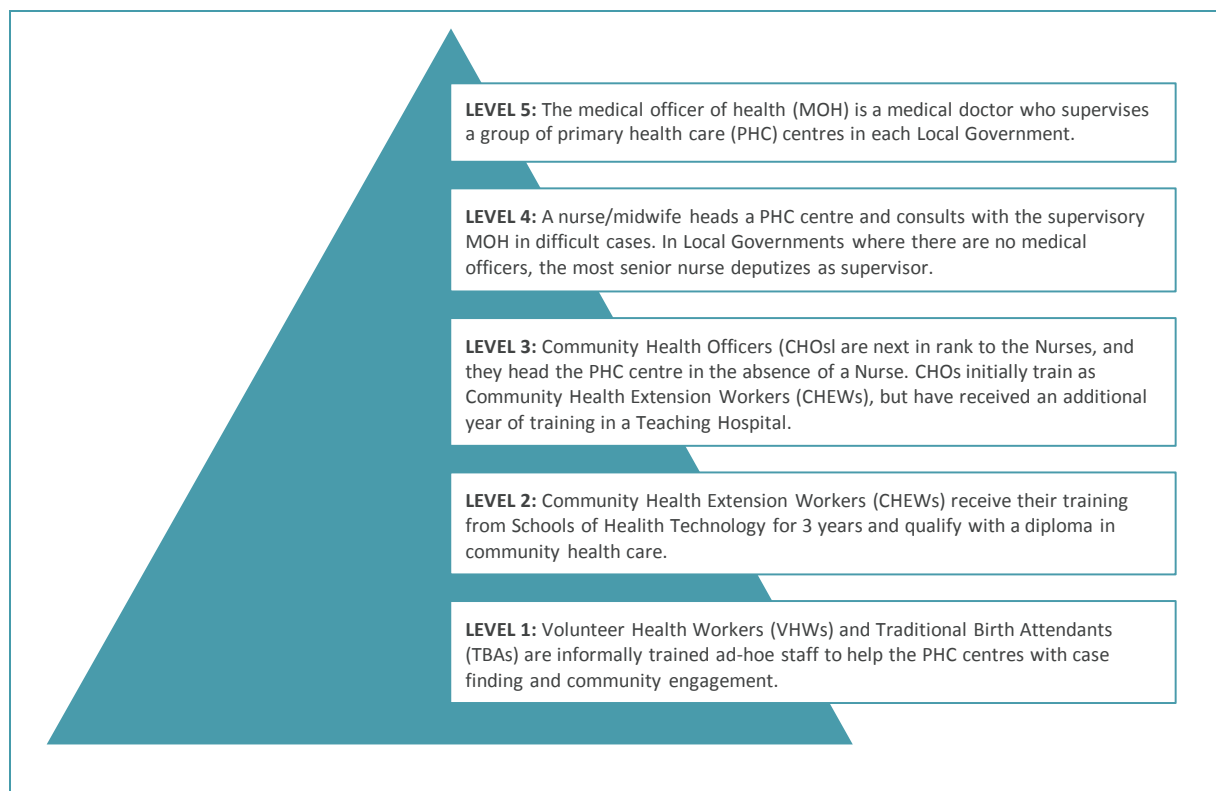 LEVEL 5: The medical officer of health (MOH) is a medical doctor who supervises
a group of primary health care (PHC) centres in each Local Government.
LEVEL 4: A nurse/midwife heads a PHC centre and consults with the supervisory
MOH in difficult cases. In Local Governments where there are no medical
officers, the most senior nurse deputizes as supervisor.
LEVEL 3: Community Health Officers (CHOsl are next in rank to the Nurses, and
they head the PHC centre in the absence of a Nurse. CHOs initially train as
Community Health Extension Workers (CHEWs), but have received an additional
year of training in a Teaching Hospital.
LEVEL 2: Community Health Extension Workers (CHEWs) receive their training
from Schools of Helaith Technology for 3 years and qualify with a diploma in
community health care.
LEVEL 1: Volunteer Health Workers (VHWs) and Traditional Birth Attendants
(TBAs) are informally trained ad-hoe staff to help the PHC centres with case
finding and community engagement.